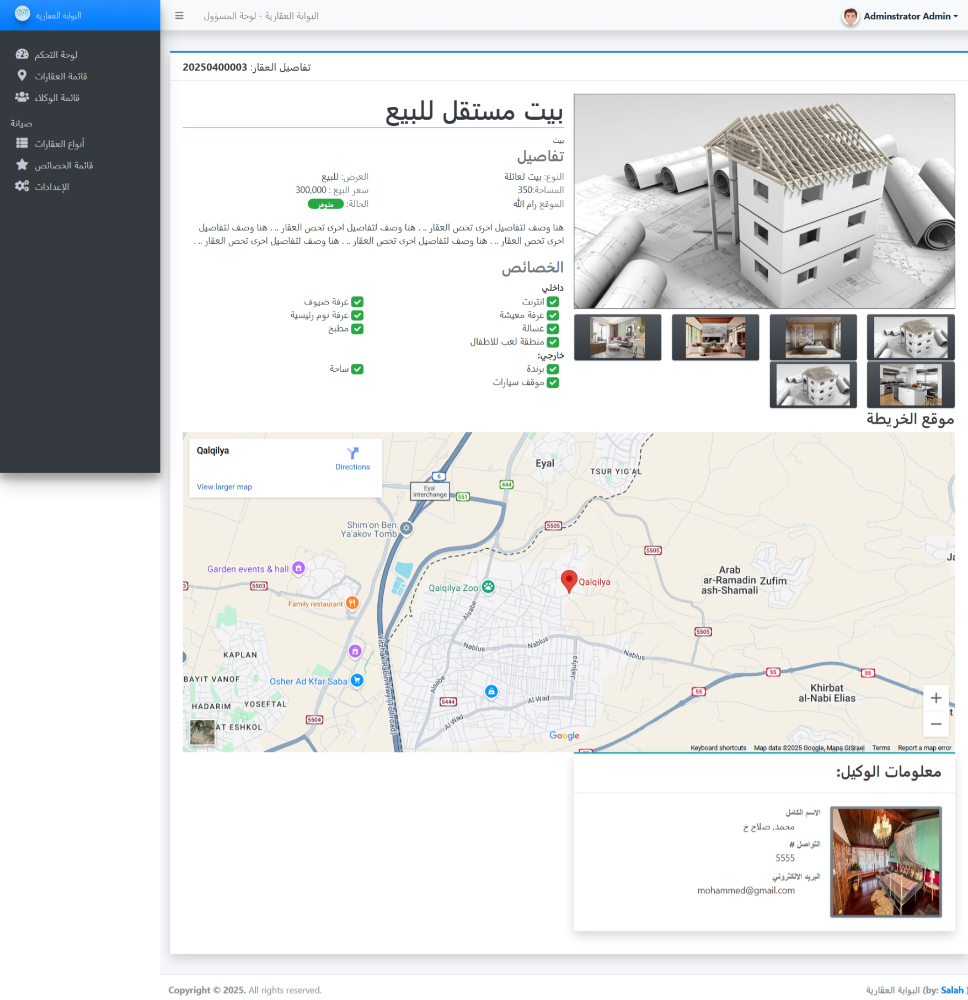 البوابة العقارية
البوابة العقارية - لوحة المسؤول
Adminstrator Admin
لوحة التحكم
قائمة العقارات
قائمة الوكلاء
صيانة
أنواع العقارات
قائمة الخصائص
الإعدادات
تفاصيل العقار: 20250400003
بيت مستقل للبيع
بيت
تفاصيل
النوع: بيت لعائلة
العرض: للبيع
المساحة:350
سعر البيع : 300,000
الموقع رام الله
الحالة: متوفر
هنا وصف لتفاصيل اخرى تخص العقار .. . هنا وصف لتفاصيل اخرى تخص العقار .. . هنا وصف لتفاصيل
اخرى تخص العقار .. . هنا وصف لتفاصيل اخرى تخص العقار .. . هنا وصف لتفاصيل اخرى تخص العقار .. .
الخصائص
داخلي
انترنت
غرفة ضيوف
غرفة معيشة
غرفة نوم رئيسية
غسالة
مطبخ
منطقة لعب للاطفال
خارجي:
برندة
ساحة
موقف سيارات
موقع الخريطة
Qalqilya
Directions
View larger map
Eyal
TSUR YIG'AL
6
444
Eyal
Interchange
551
Shim'on Ben
Ya'akov Tomb
5505
5505
Ja
Garden events & hall
Arab
ar-Ramadin
ash-Shamali
Zufim
Qalqilya
3
5503
Qalqilya Zoo
Family restaurant
Alsabe
5505
Nablus
Nablus
Nablus
KAPLAN
Yitzhak Rabin Hwy (Toll road)
Jaljulya
BAYIT VANOF
Osher Ad Kfar Saba
Alsabe
55
55
55
Khirbat
al-Nabi Elias
HADARIM
YOSEFTAL
5444
Al Wad
t
5504
Al Wad
AT ESHKOL
Google
Keyboard shortcuts
Map data ©2025 Google, Mapa GISrael
Terms
Report a map error
معلومات الوكيل:
الاسم الكامل
محمد, صلاح خ
التواصل #
5555
البريد الالكتروني
mohammed@gmail.com
Copyright © 2025. All rights reserved.
البوابة العقارية (by: Salah )